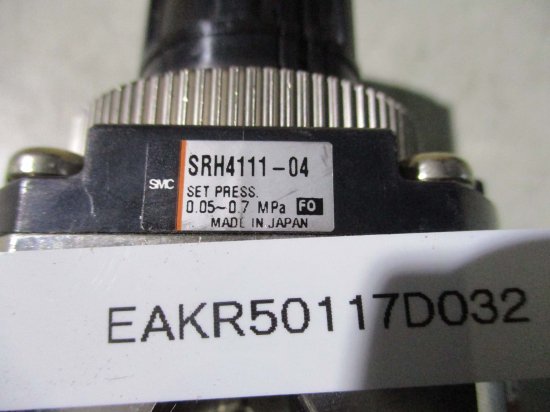 SMC
SRH4111-04
SET PRESS.
0.05~0.7 MPa FO
MADE IN JAPAN
EAKR50117D032